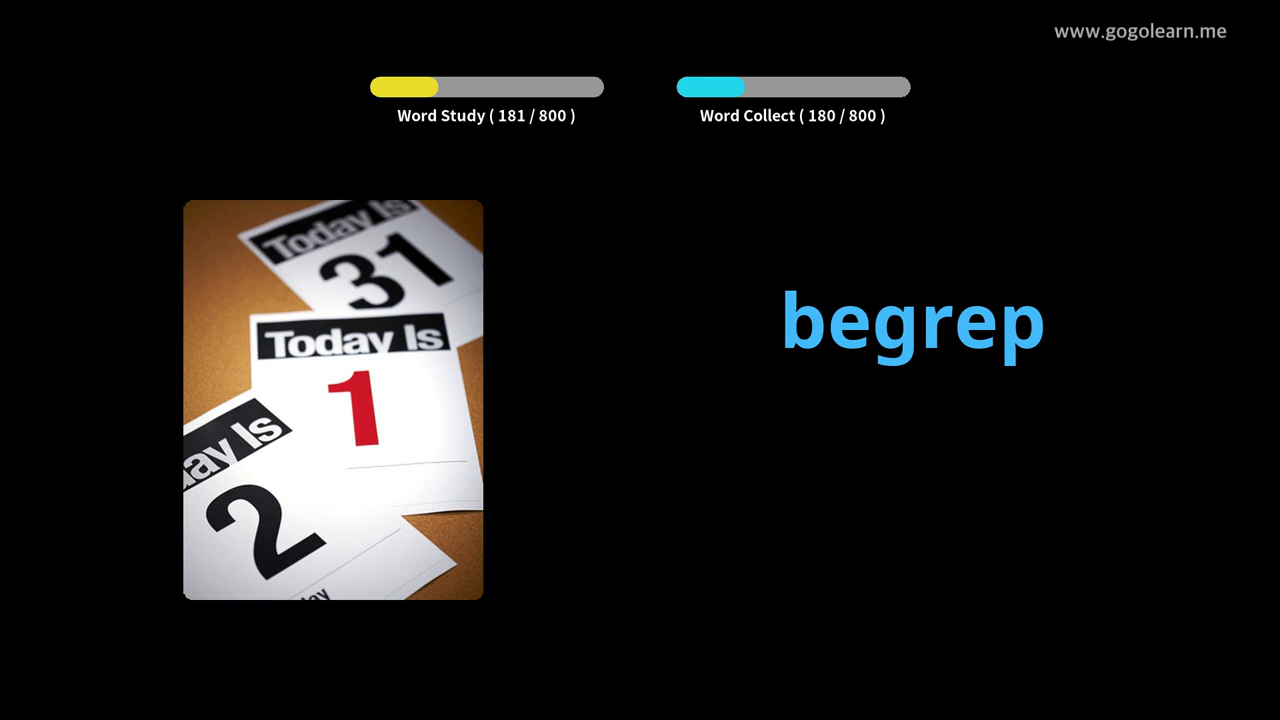 www.gogolearn.me
Word Study ( 181 / 800 )
Word Collect ( 180 / 800 )
Today Is
31
Today Is
1
day Is
2
begrep